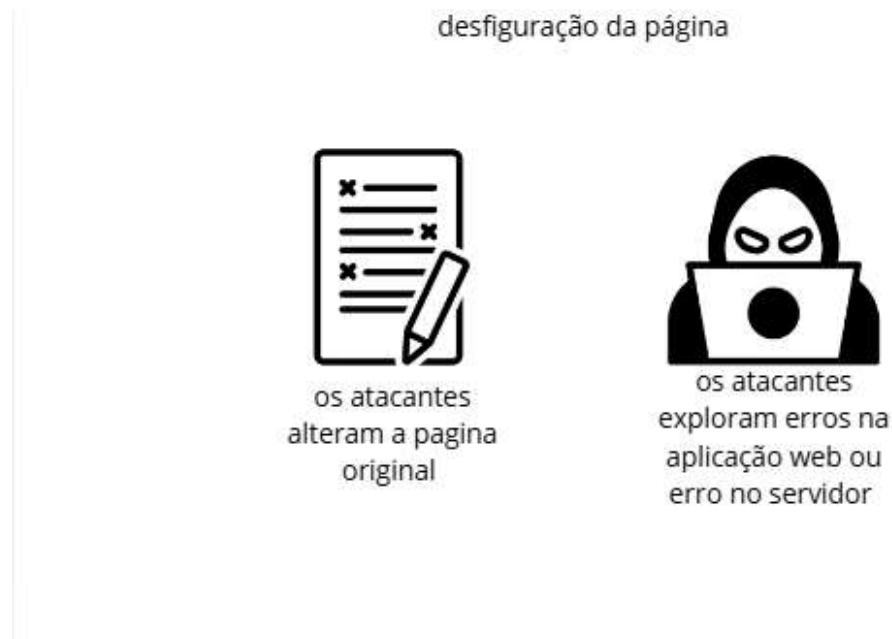 desfiguração da página
os atacantes
alteram a pagina
original
os atacantes
exploram erros na
aplicação web ou
erro no servidor